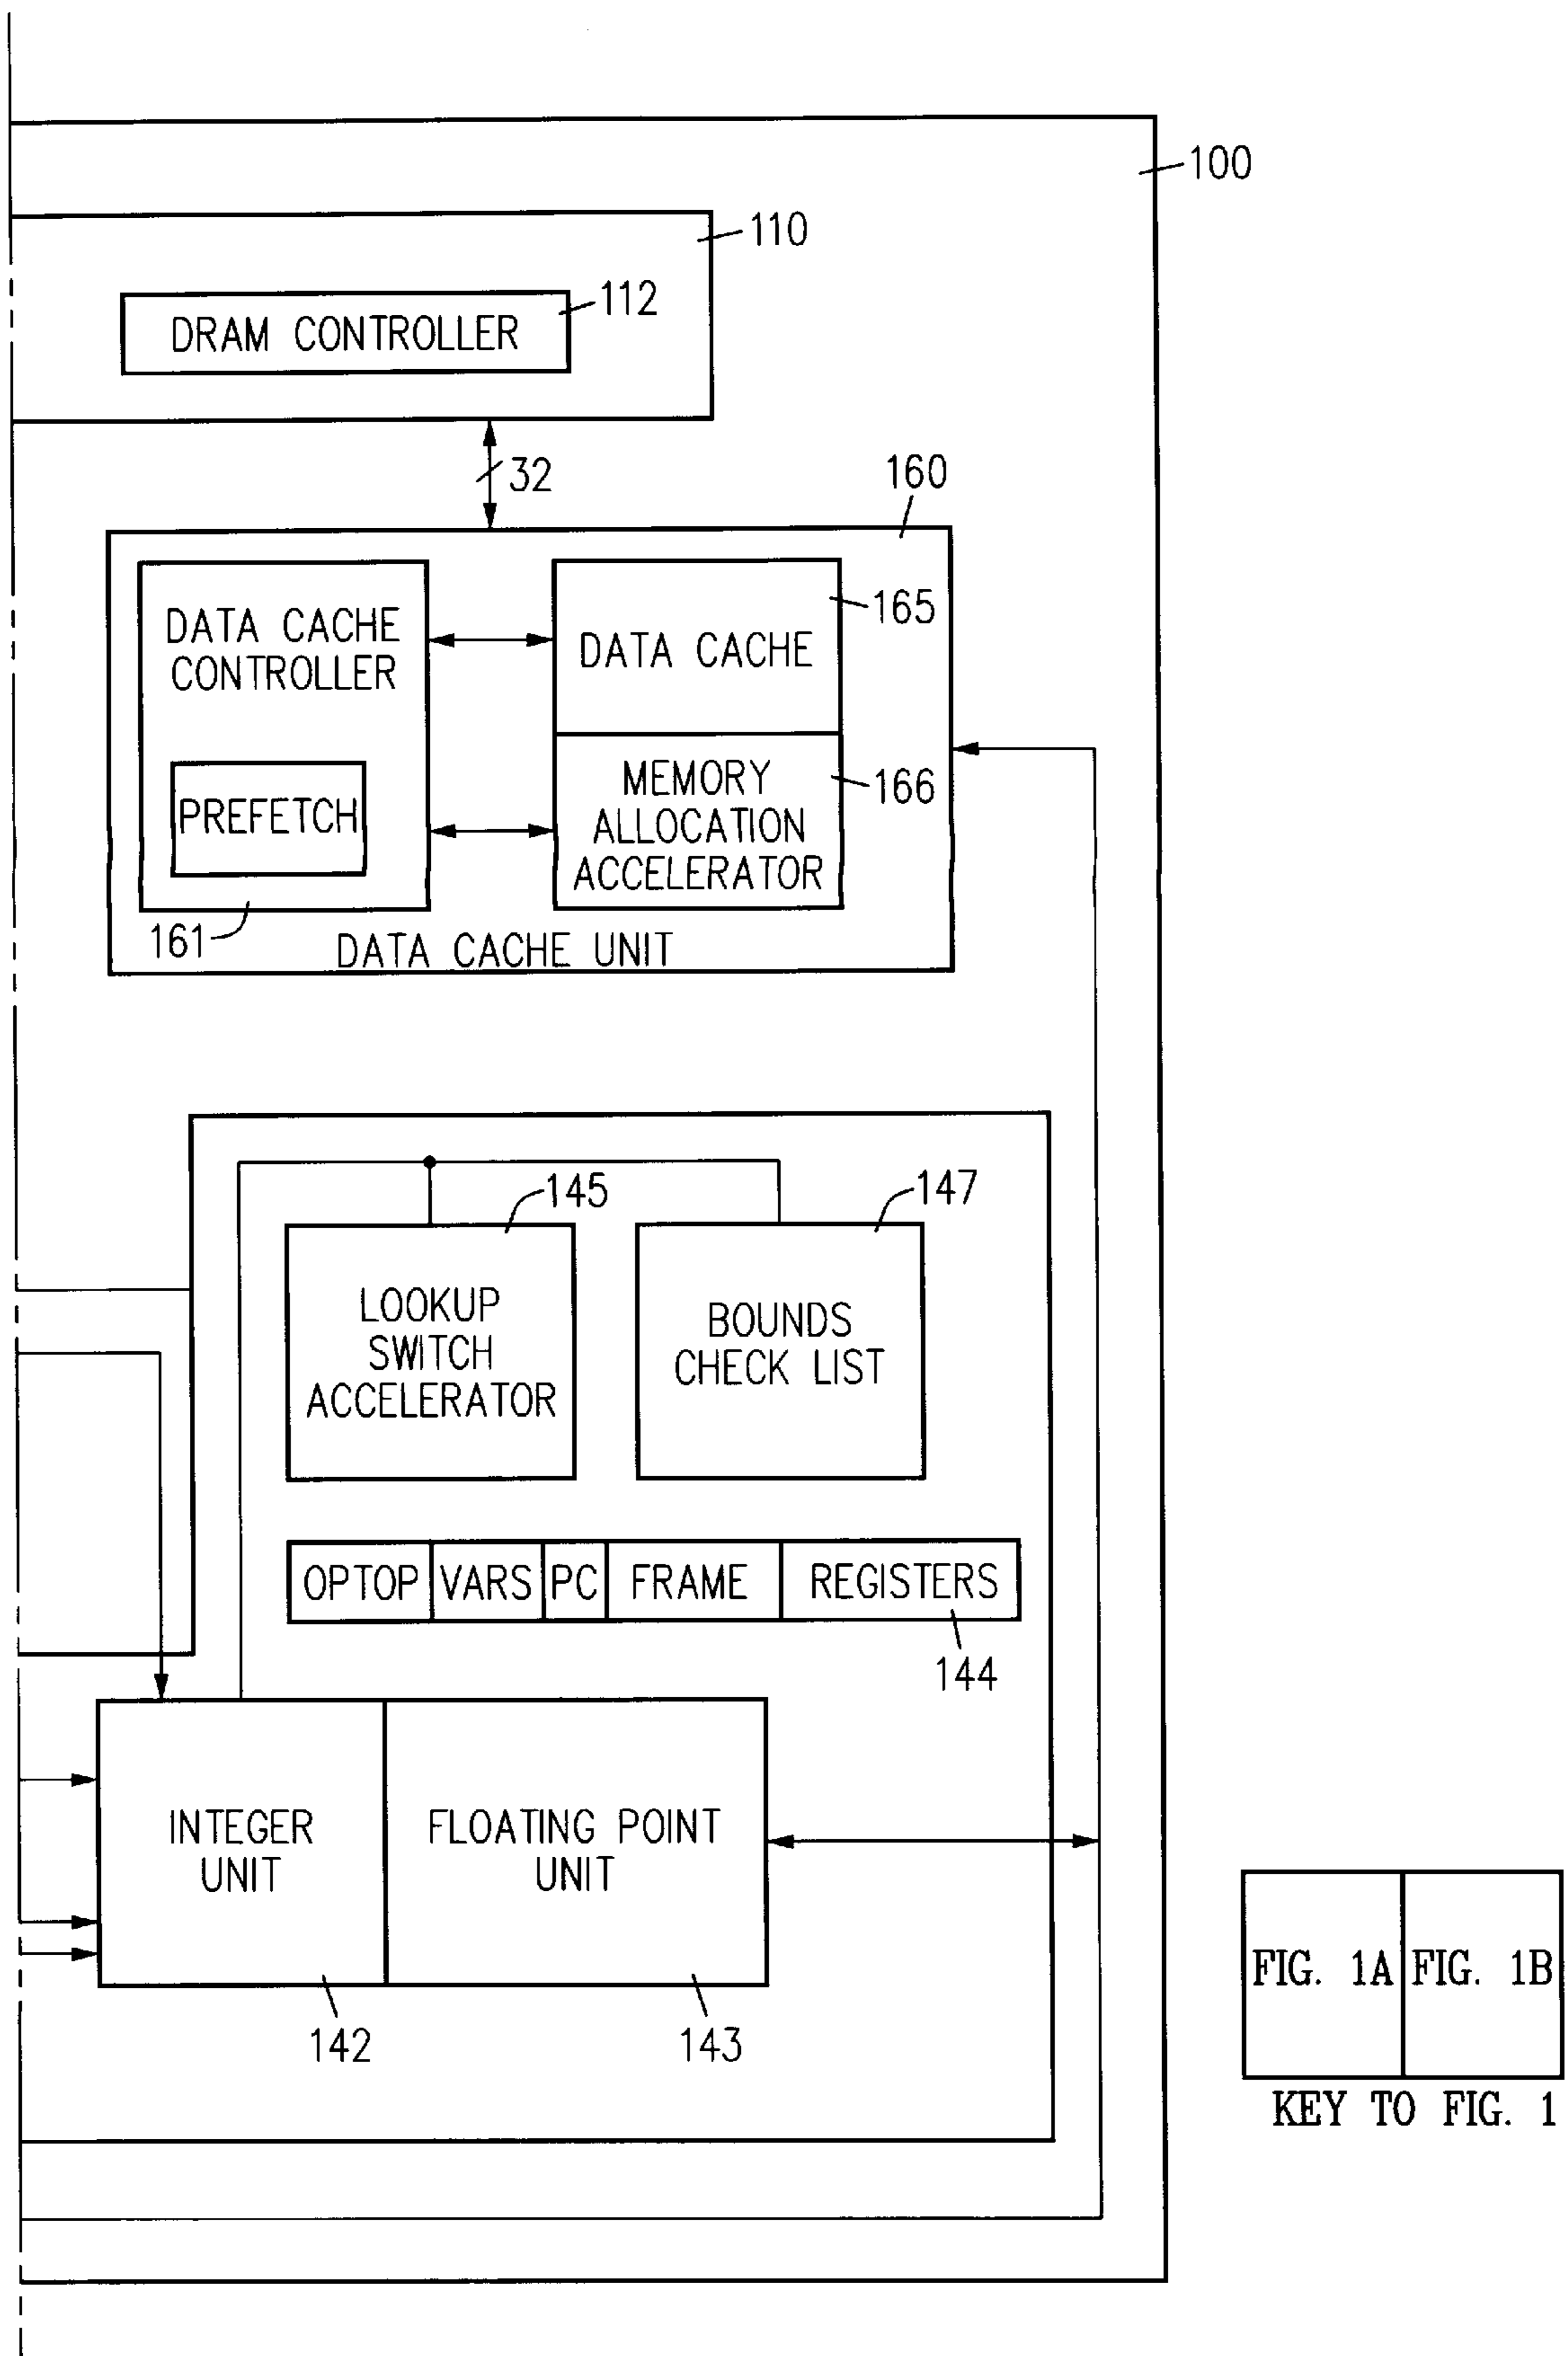 100
110
112
DRAM CONTROLLER
32
160
DATA CACHE
CONTROLLER
PREFETCH
161
DATA CACHE
165
MEMORY
ALLOCATION
ACCELERATOR
166
DATA CACHE UNIT
145
147
LOOKUP
SWITCH
ACCELERATOR
BOUNDS
CHECK LIST
OPTOP VARS PC FRAME REGISTERS
144
INTEGER
UNIT
FLOATING POINT
UNIT
142
143
FIG. 1A FIG. 1B
KEY TO FIG. 1